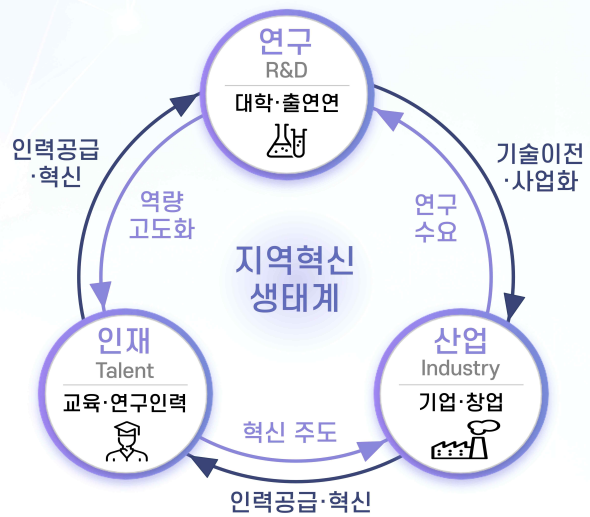 연구
R&D
대학·출연연
인력공급
·혁신
기술이전
·사업화
역량
고도화
연구
수요
지역혁신
생태계
인재
Talent
교육·연구인력
산업
Industry
기업·창업
혁신 주도
인력공급·혁신